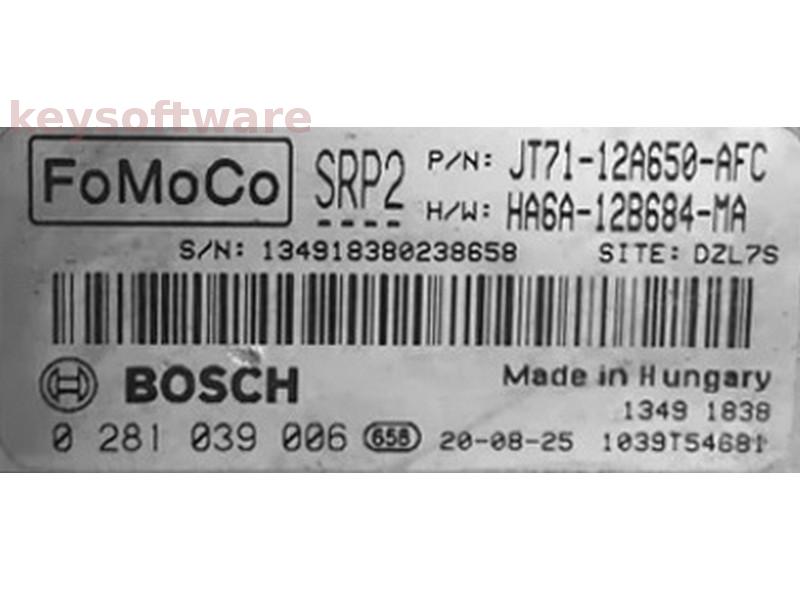 keysoftware
FoMoCo SRP2 P/N: JT71-12A650-AFC
H/W: HA6A-12B684-MA
S/N: 134918380238658 SITE: DZL7S
BOSCH Made in Hungary
1349 1838
0 281 039 006 658 20-08-25 1039T54681